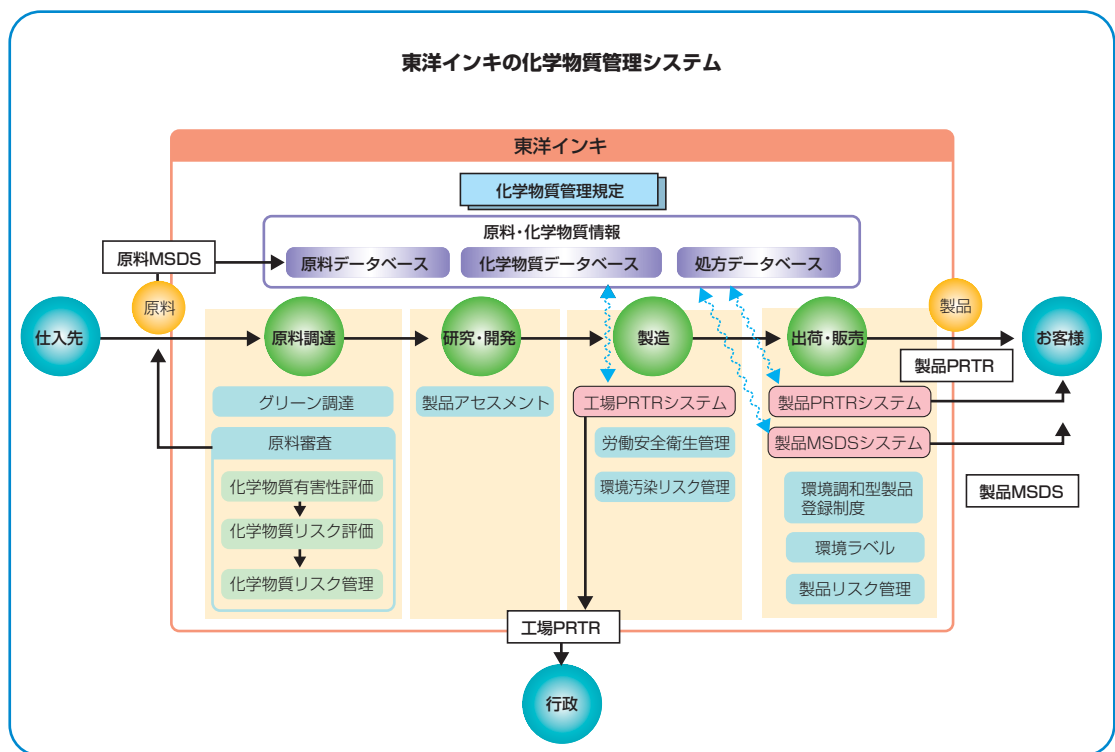 東洋インキの化学物質管理システム
東洋インキ
化学物質管理規定
原料・化学物質情報
原料MSDS
原料データベース
化学物質データベース
処方データベース
原料
製品
仕入先
原料調達
研究・開発
製造
出荷・販売
お客様
製品PRTR
グリーン調達
製品アセスメント
工場PRTRシステム
製品PRTRシステム
原料審査
労働安全衛生管理
製品MSDSシステム
化学物質有害性評価
環境汚染リスク管理
環境調和型製品
登録制度
製品MSDS
化学物質リスク評価
環境ラベル
化学物質リスク管理
製品リスク管理
工場PRTR
行政